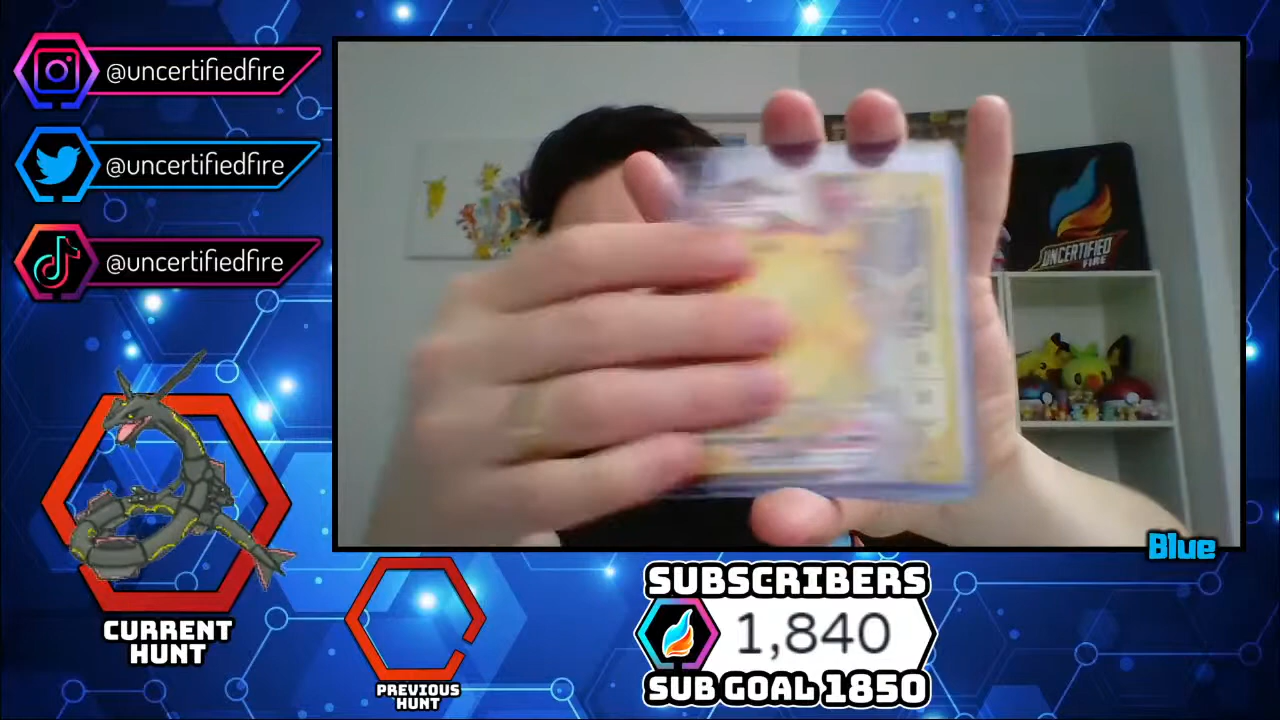 @uncertifiedfire
@uncertifiedfire
@uncertifiedfire
UNCERTIFIED
FIRE
Blue
CURRENT
HUNT
PREVIOUS
HUNT
SUBSCRIBERS
1,840
SUB GOAL 1850